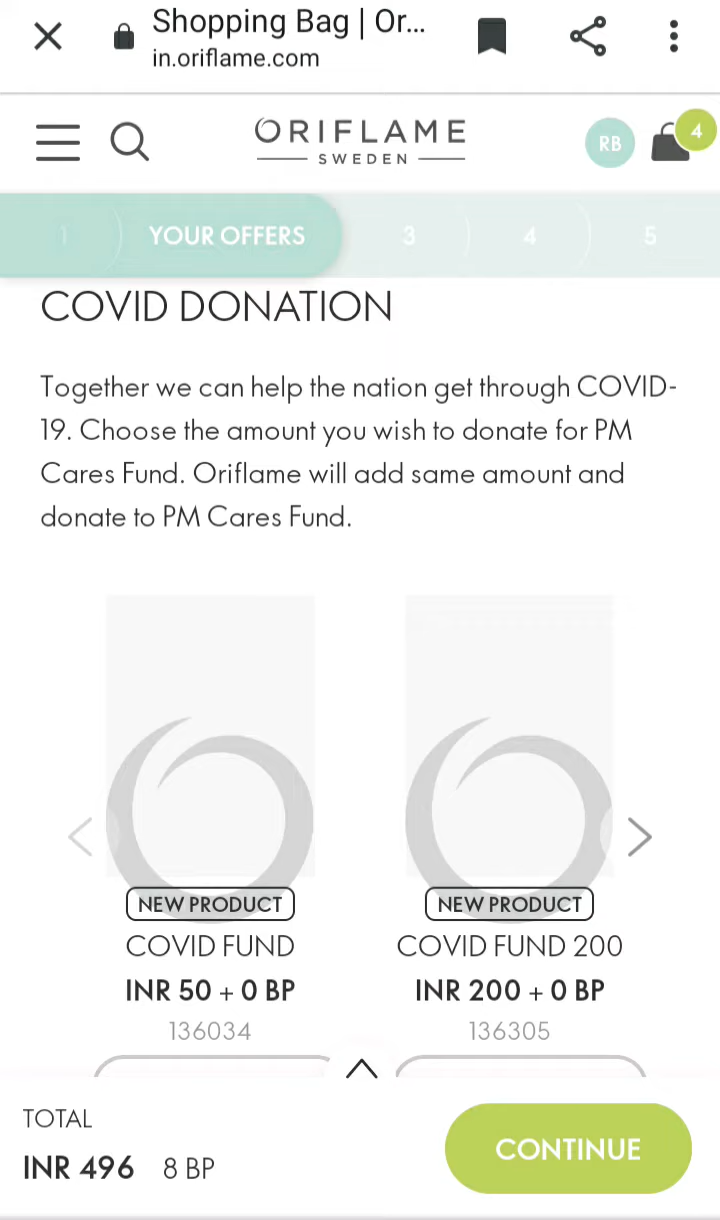 Shopping Bag | Or...
in.oriflame.com
ORIFLAME
SWEDEN
RB
4
1
YOUR OFFERS
3
4
5
COVID DONATION
Together we can help the nation get through COVID-
19. Choose the amount you wish to donate for PM
Cares Fund. Oriflame will add same amount and
donate to PM Cares Fund.
NEW PRODUCT
NEW PRODUCT
COVID FUND
COVID FUND 200
INR 50 + 0 BP
INR 200 + 0 BP
136034
136305
TOTAL
INR 496 8 BP
CONTINUE